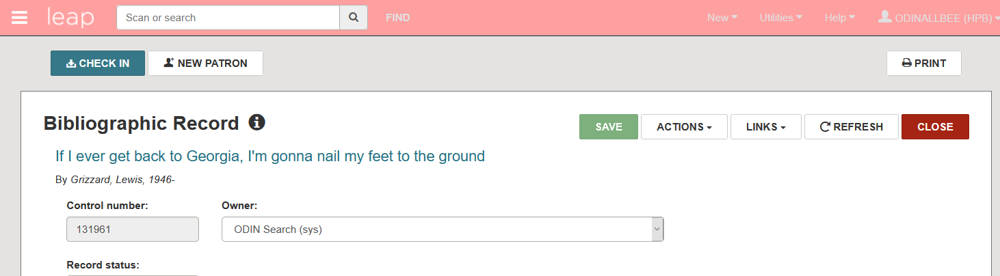 leap Scan or search FIND New Utilities Help ODINALLBEE (HPB)
CHECK IN NEW PATRON PRINT
Bibliographic Record SAVE ACTIONS LINKS REFRESH CLOSE
If I ever get back to Georgia, I'm gonna nail my feet to the ground
By Grizzard, Lewis, 1946-
Control number: Owner:
131961 ODIN Search (sys)
Record status: